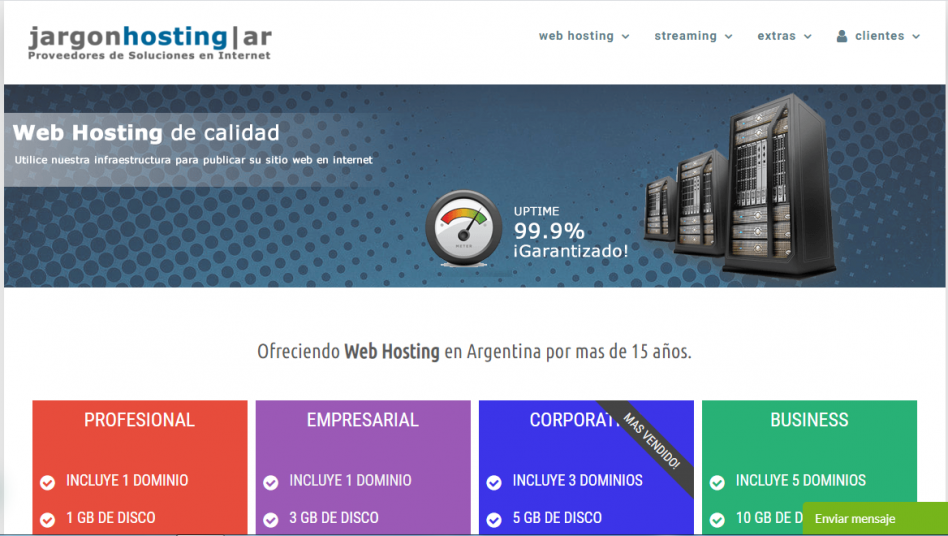 jargonhosting|ar
Proveedores de Soluciones en Internet
web hosting
streaming
extras
clientes
Web Hosting de calidad
Utilice nuestra infraestructura para publicar su sitio web en internet
UPTIME
99.9%
¡Garantizado!
Ofreciendo Web Hosting en Argentina por mas de 15 años.
PROFESIONAL
INCLUYE 1 DOMINIO
1 GB DE DISCO
EMPRESARIAL
INCLUYE 1 DOMINIO
3 GB DE DISCO
CORPORAT
MAS VENDIDO!
INCLUYE 3 DOMINIOS
5 GB DE DISCO
BUSINESS
INCLUYE 5 DOMINIOS
10 GB DE D
Enviar mensaje